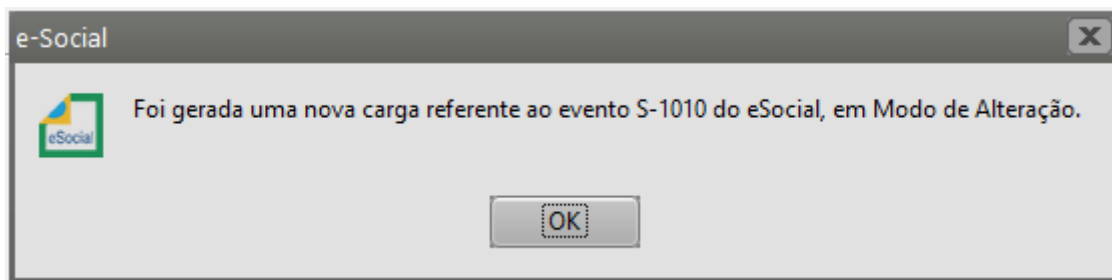 e-Social
eSocial
Foi gerada uma nova carga referente ao evento S-1010 do eSocial, em Modo de Alteração.
OK